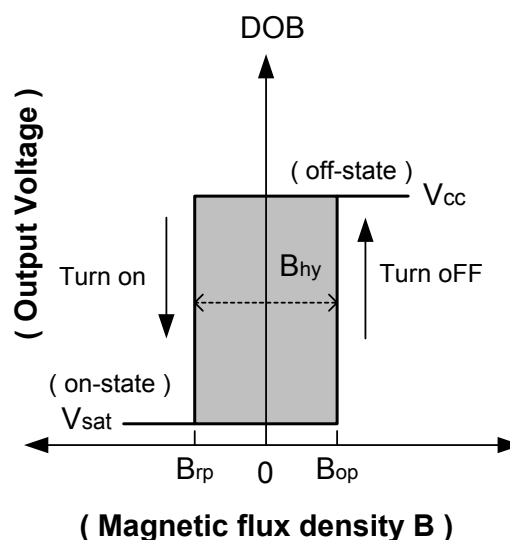 DOB
( Output Voltage )
( off-state )
Vcc
Turn on
Bhy
Turn oFF
( on-state )
Vsat
Brp
0
Bop
( Magnetic flux density B )